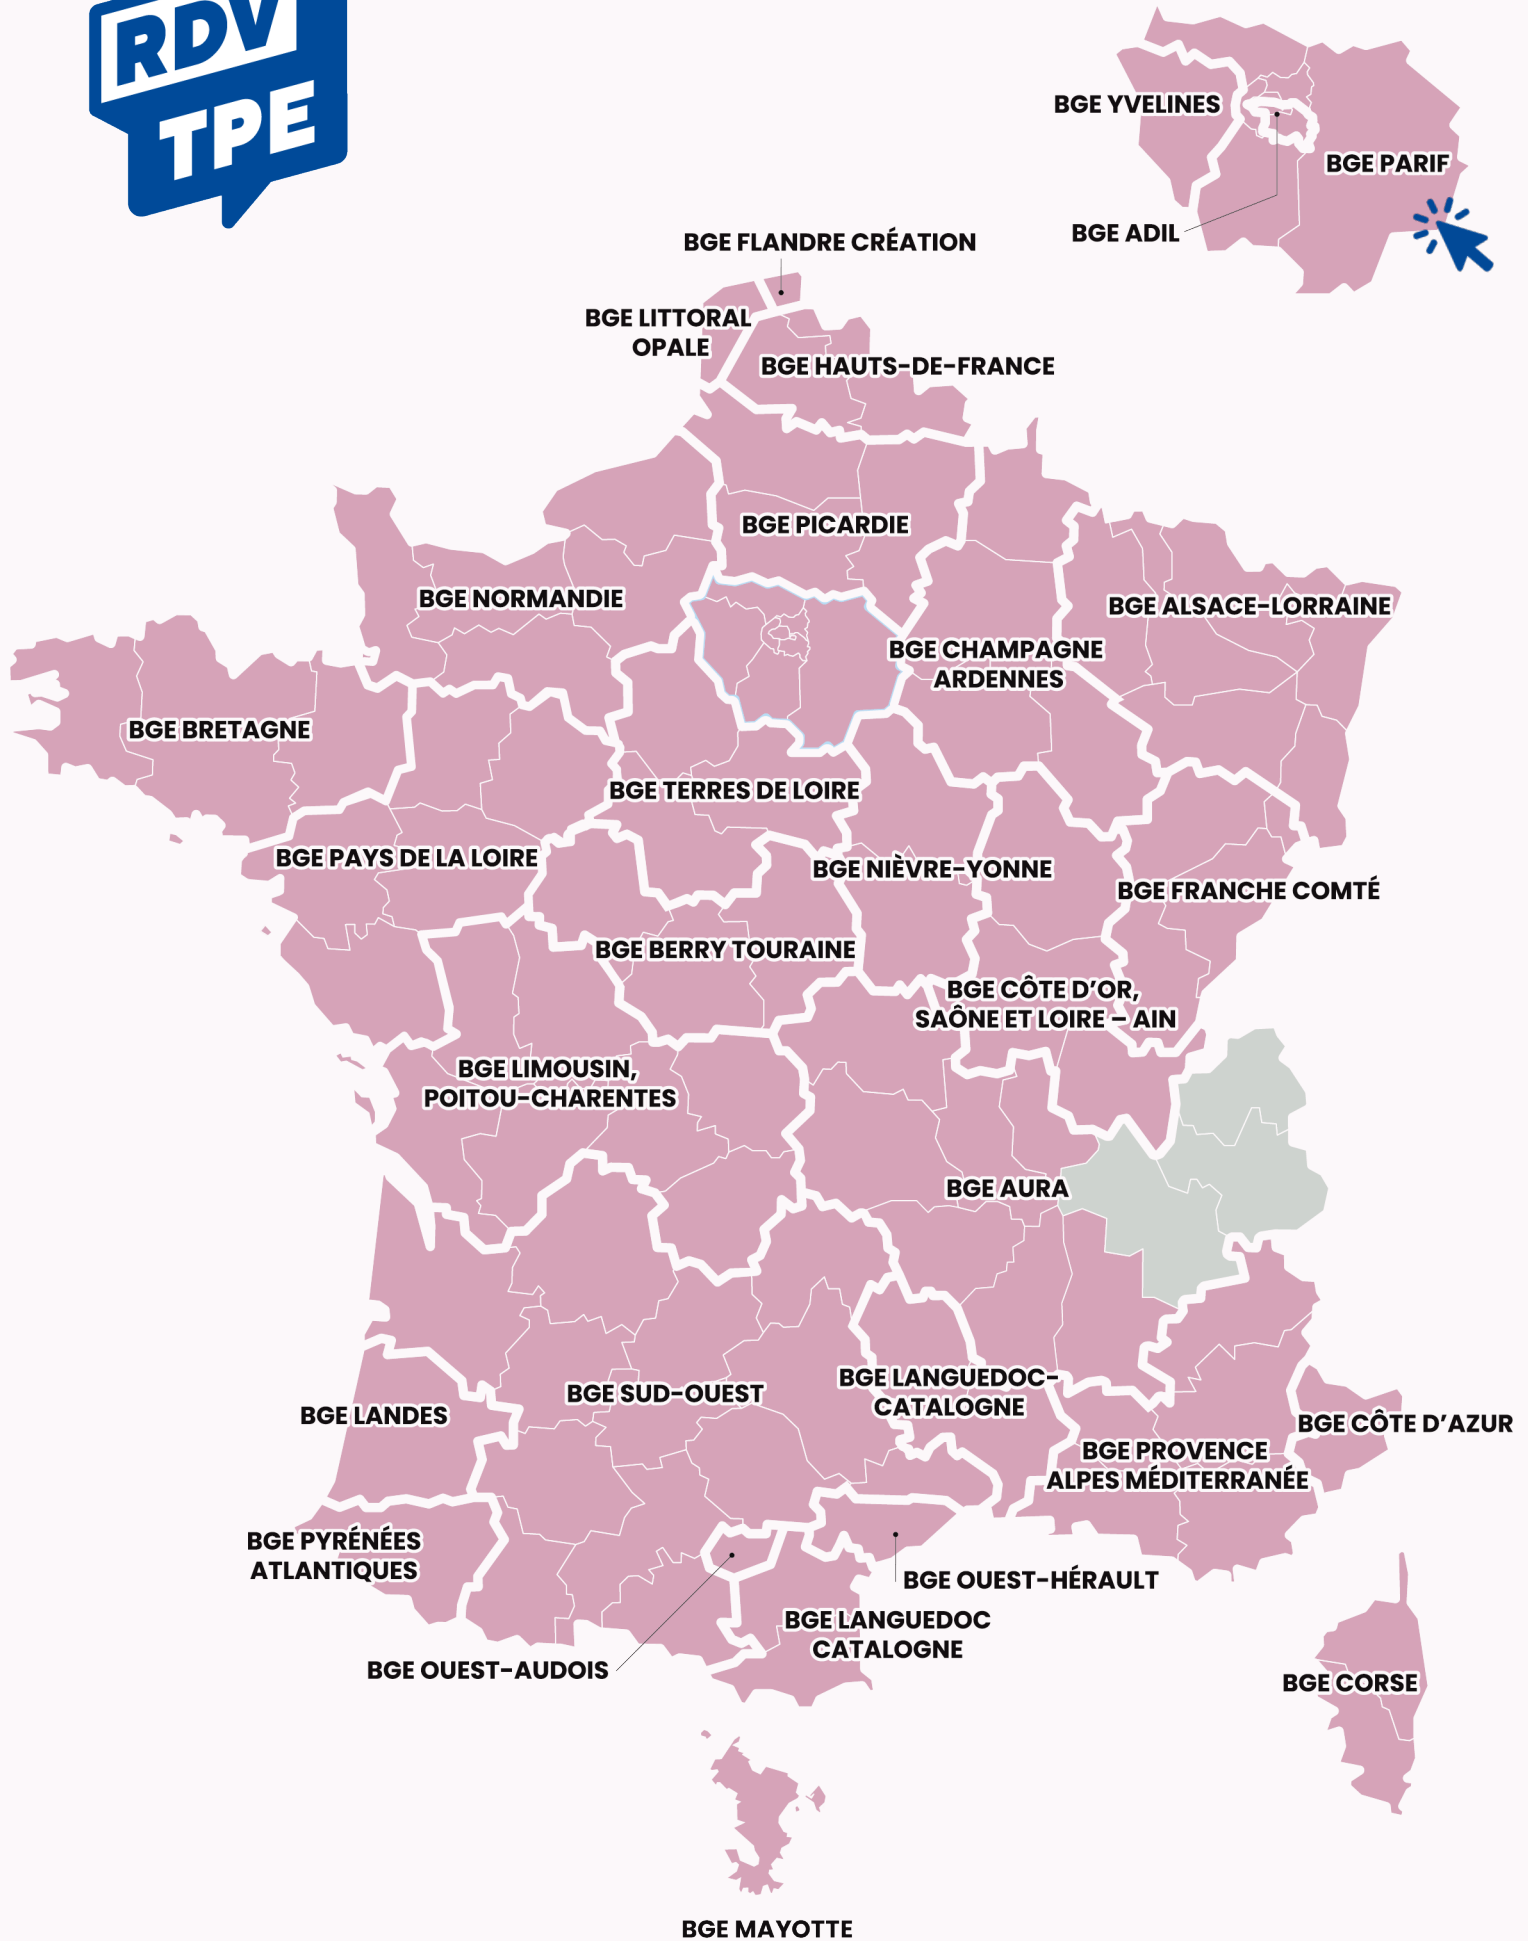 RDV
TPE
BGE YVELINES
BGE PARIF
BGE ADIL
BGE FLANDRE CRÉATION
BGE LITTORAL
OPALE
BGE HAUTS-DE-FRANCE
BGE PICARDIE
BGE NORMANDIE
BGE ALSACE-LORRAINE
BGE CHAMPAGNE
ARDENNES
BGE BRETAGNE
BGE TERRES DE LOIRE
BGE PAYS DE LA LOIRE
BGE NIÈVRE-YONNE
BGE FRANCHE COMTÉ
BGE BERRY TOURAINE
BGE CÔTE D'OR,
SAÔNE ET LOIRE – AIN
BGE LIMOUSIN,
POITOU-CHARENTES
BGE AURA
BGE LANGUEDOC-
CATALOGNE
BGE SUD-OUEST
BGE LANDES
BGE CÔTE D'AZUR
BGE PROVENCE
ALPES MÉDITERRANÉE
BGE PYRÉNÉES
ATLANTIQUES
BGE OUEST-HÉRAULT
BGE LANGUEDOC
CATALOGNE
BGE OUEST-AUDOIS
BGE CORSE
BGE MAYOTTE